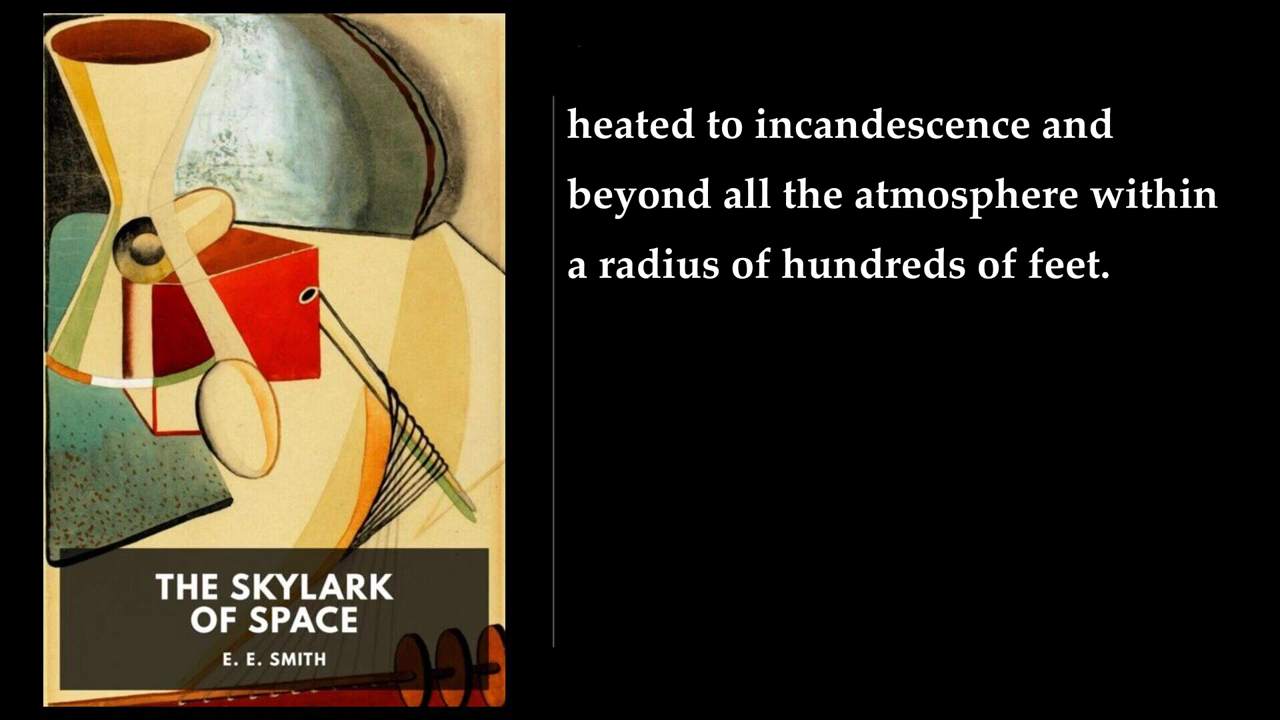 heated to incandescence and
beyond all the atmosphere within
a radius of hundreds of feet.
THE SKYLARK
OF SPACE
E. E. SMITH